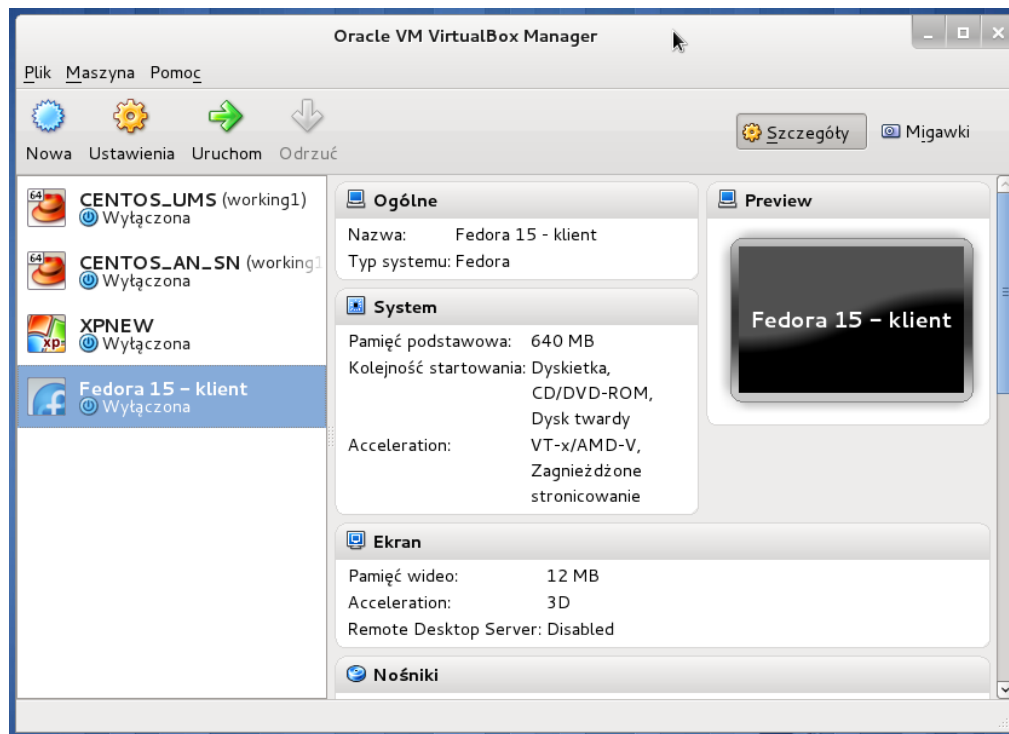 Oracle VM VirtualBox Manager
Plik Maszyna Pomoc
Nowa Ustawienia Uruchom Odrzuć
Szczegóły Migawki
64 CENTOS_UMS (working1)
Wyłączona
64 CENTOS_AN_SN (working1
Wyłączona
xp XPNEW
Wyłączona
Fedora 15 – klient
Wyłączona
Ogólne
Nazwa: Fedora 15 - klient
Typ systemu: Fedora
System
Pamięć podstawowa: 640 MB
Kolejność startowania: Dyskietka,
CD/DVD-ROM,
Dysk twardy
Acceleration: VT-x/AMD-V,
Zagnieżdżone
stronicowanie
Preview
Fedora 15 – klient
Ekran
Pamięć wideo: 12 MB
Acceleration: 3D
Remote Desktop Server: Disabled
Nośniki